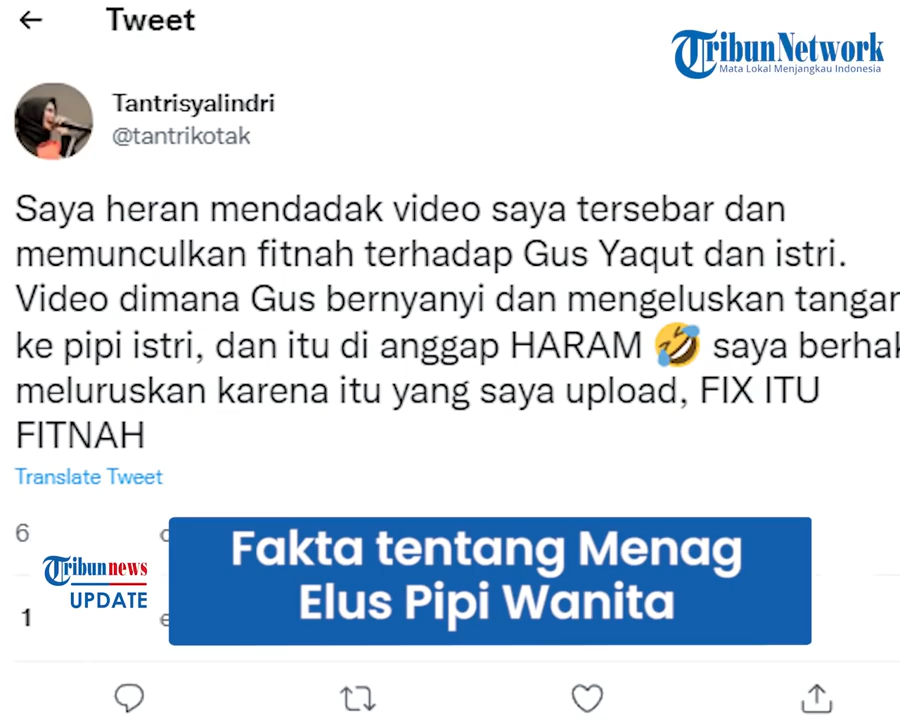 Tweet
Tribun Network
Mata Lokal Menjangkau Indonesia
Tantrisyalindri
@tantrikotak
Saya heran mendadak video saya tersebar dan
memunculkan fitnah terhadap Gus Yaqut dan istri.
Video dimana Gus bernyanyi dan mengeluskan tangan
ke pipi istri, dan itu di anggap HARAM 🤣 saya berhak
meluruskan karena itu yang saya upload, FIX ITU
FITNAH
Translate Tweet
6
Tribunnews
UPDATE
1
Fakta tentang Menag
Elus Pipi Wanita